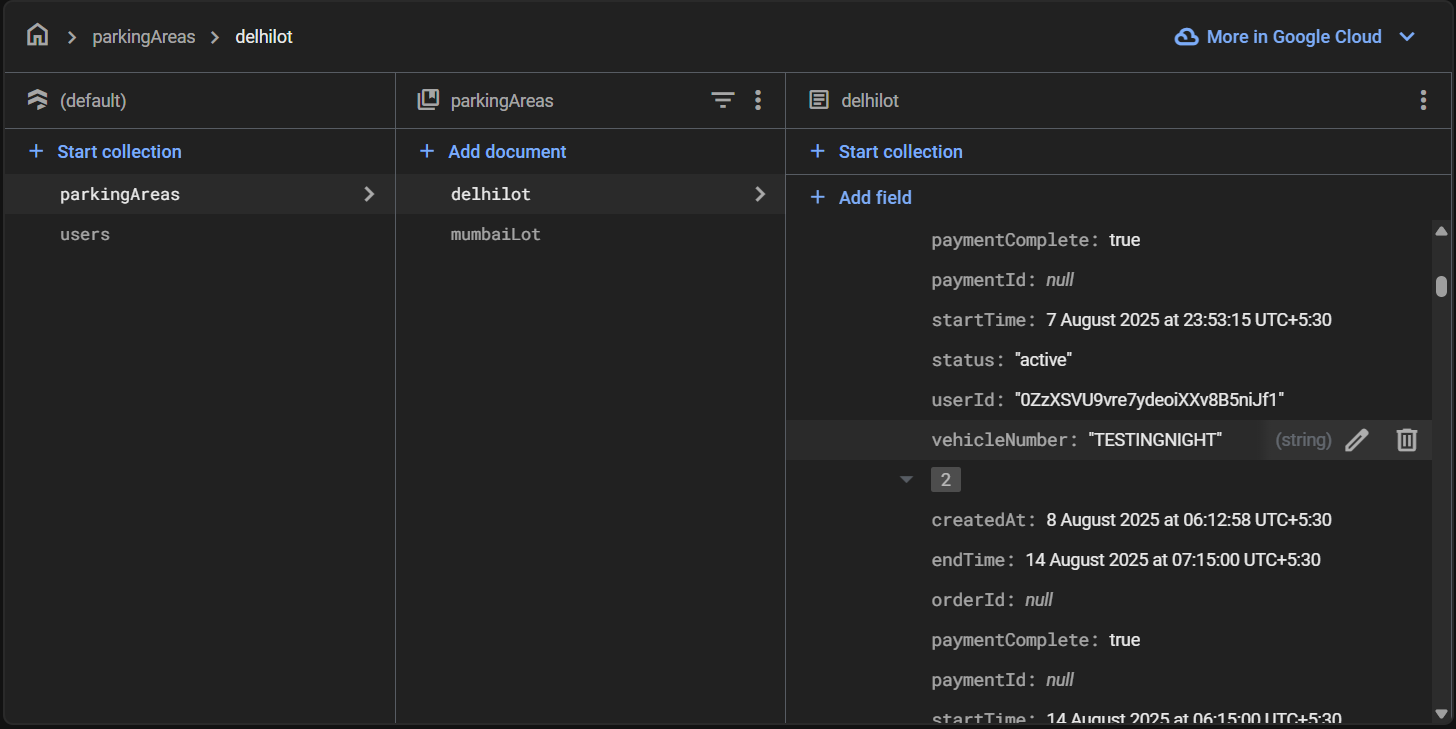 parkingAreas delhilot More in Google Cloud
(default) parkingAreas delhilot
+ Start collection
parkingAreas
users
+ Add document
delhilot
mumbaiLot
+ Start collection
+ Add field
paymentComplete: true
paymentId: null
startTime: 7 August 2025 at 23:53:15 UTC+5:30
status: "active"
userId: "0ZzXSVU9vre7ydeoiXXv8B5niJf1"
vehicleNumber: "TESTINGNIGHT" (string)
2
createdAt: 8 August 2025 at 06:12:58 UTC+5:30
endTime: 14 August 2025 at 07:15:00 UTC+5:30
orderId: null
paymentComplete: true
paymentId: null
startTime: 14 August 2025 at 06:15:00 UTC+5:30